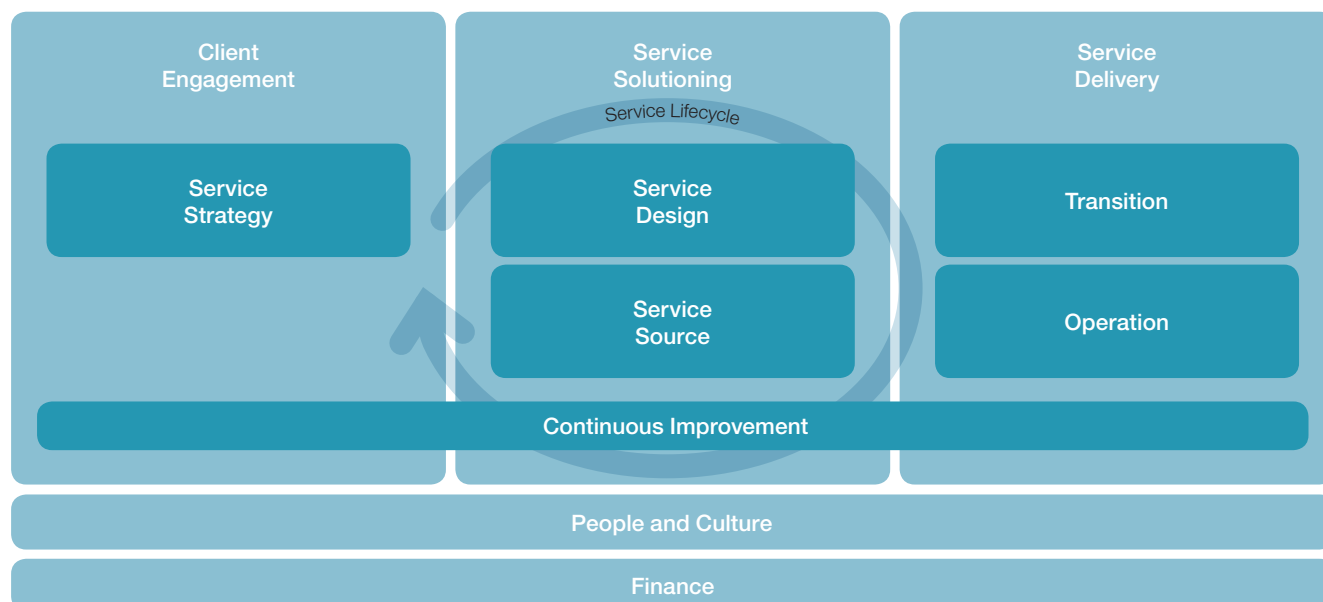 Client
Engagement
Service
Solutioning
Service
Delivery
Service Lifecycle
Service
Strategy
Service
Design
Transition
Service
Source
Operation
Continuous Improvement
People and Culture
Finance